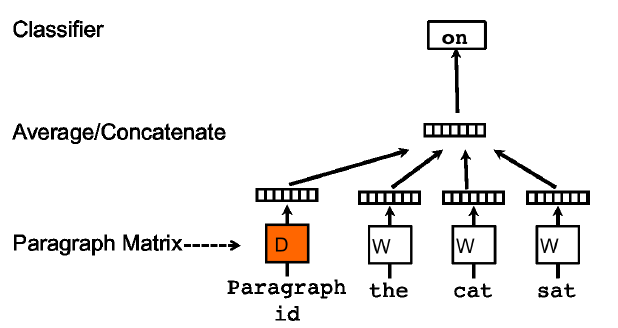 Classifier
on
Average/Concatenate
Paragraph Matrix
D
W
W
W
Paragraph
id
the
cat
sat